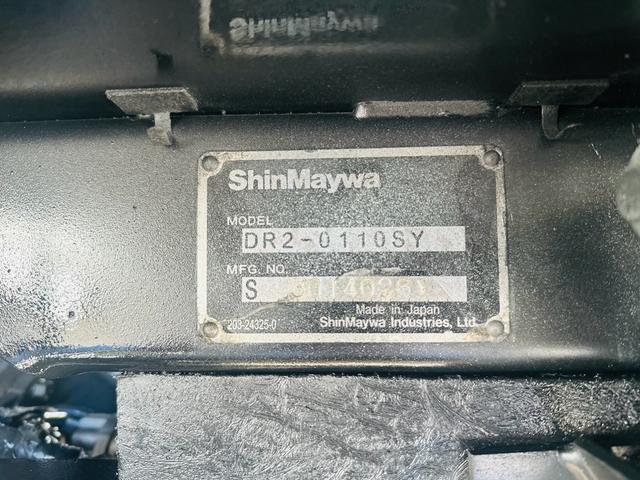 ShinMaywa
MODEL
DR2-0110SY
MFG. NO.
S
Made in Japan
203-24325-0
ShinMaywa Industries, Ltd.